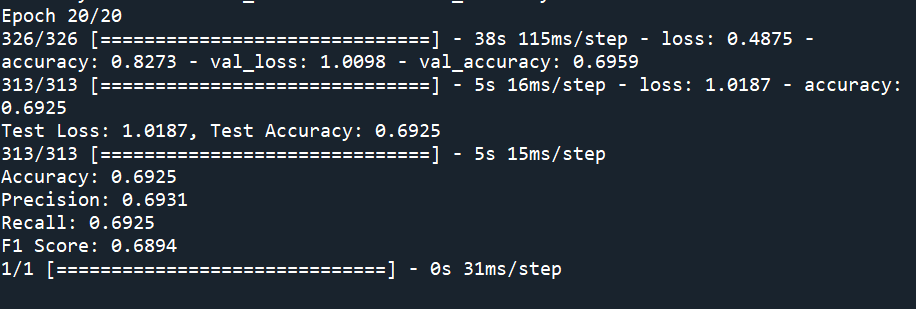 Epoch 20/20
326/326 [==============================] - 38s 115ms/step - loss: 0.4875 -
accuracy: 0.8273 - val_loss: 1.0098 - val_accuracy: 0.6959
313/313 [==============================] - 5s 16ms/step - loss: 1.0187 - accuracy:
0.6925
Test Loss: 1.0187, Test Accuracy: 0.6925
313/313 [==============================] - 5s 15ms/step
Accuracy: 0.6925
Precision: 0.6931
Recall: 0.6925
F1 Score: 0.6894
1/1 [==============================] - 0s 31ms/step